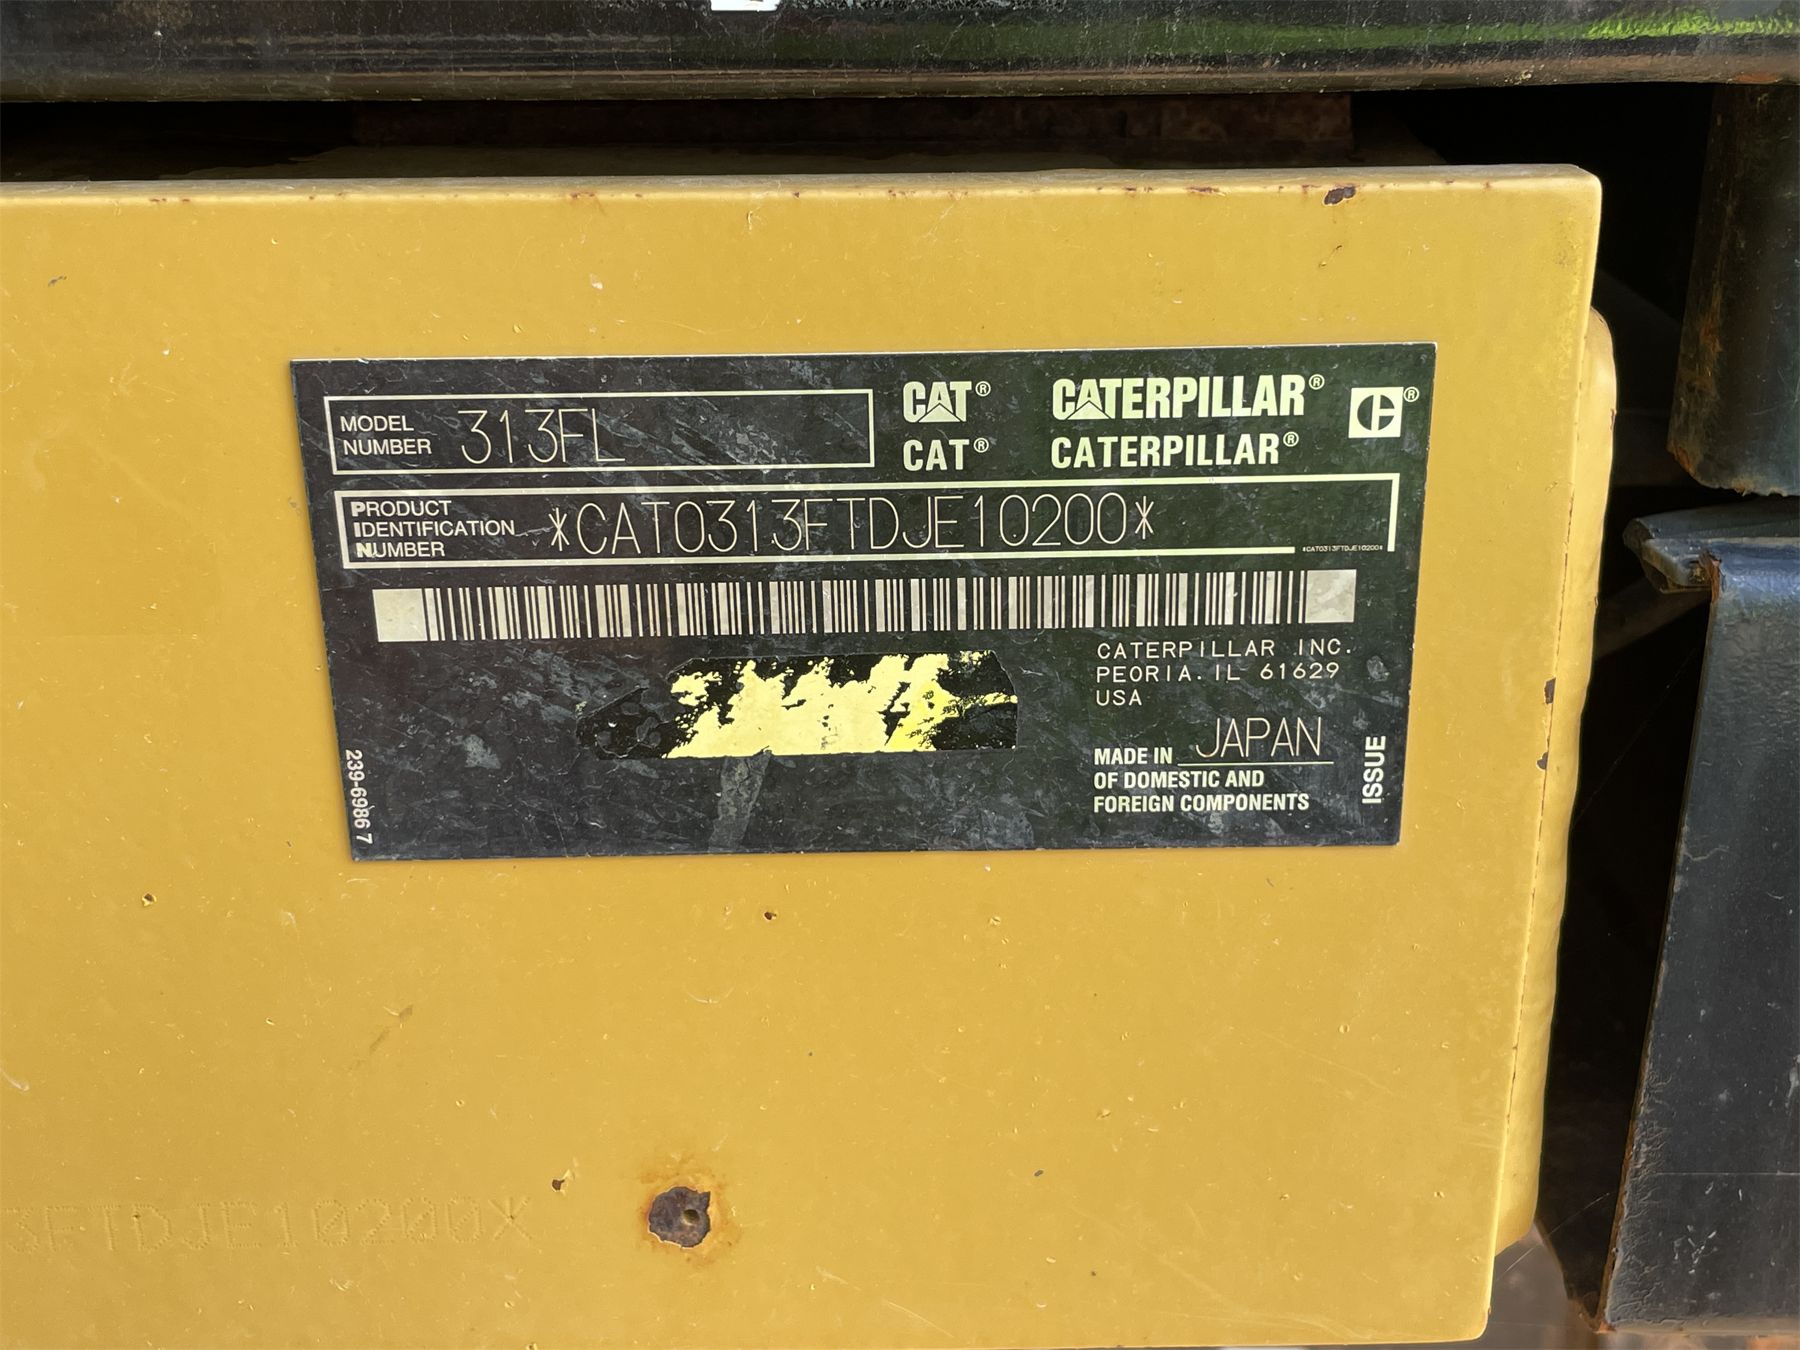 MODEL NUMBER 313FL
CAT® CATERPILLAR®
CAT® CATERPILLAR®
PRODUCT IDENTIFICATION NUMBER *CAT0313FTDJE10200*
*CAT0313FTDJE10200*
CATERPILLAR INC.
PEORIA. IL 61629
USA
MADE IN JAPAN
OF DOMESTIC AND
FOREIGN COMPONENTS
ISSUE
239-6986 7
3FTDJE10200X